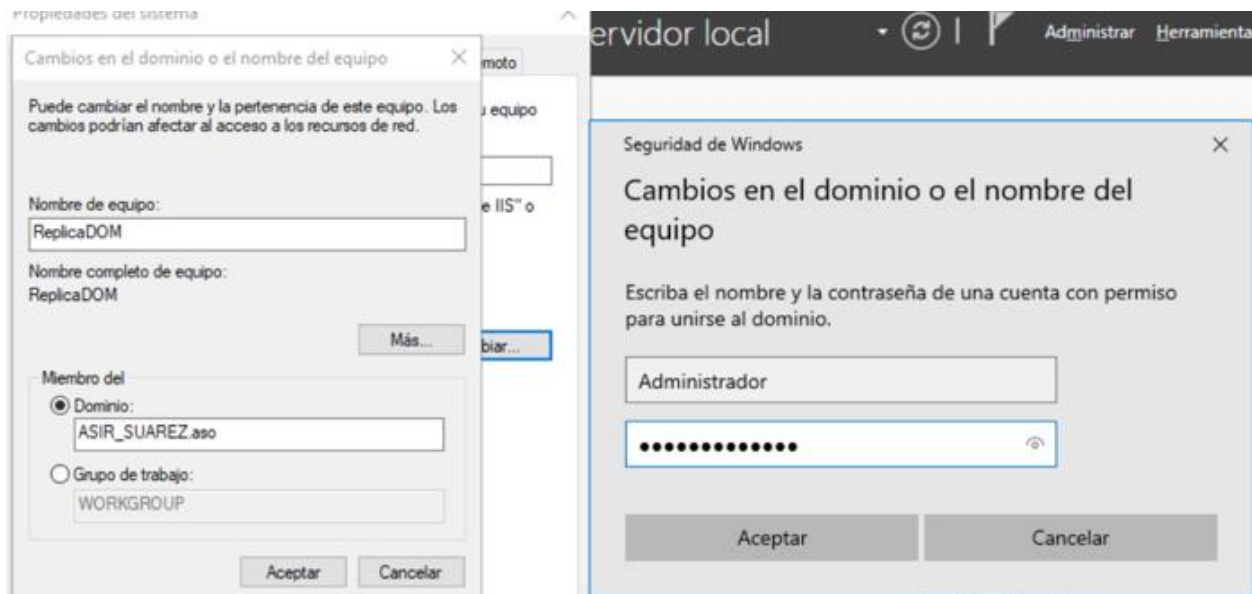 Propiedades del sistema
Cambios en el dominio o el nombre del equipo
moto
Puede cambiar el nombre y la pertenencia de este equipo. Los
cambios podrían afectar al acceso a los recursos de red.
u equipo
Nombre de equipo:
e IIS" o
ReplicaDOM
Nombre completo de equipo:
ReplicaDOM
Más...
biar...
Miembro del
Dominio:
ASIR_SUAREZ.aso
Grupo de trabajo:
WORKGROUP
Aceptar Cancelar
ervidor local
Administrar Herramienta
Seguridad de Windows
Cambios en el dominio o el nombre del
equipo
Escriba el nombre y la contraseña de una cuenta con permiso
para unirse al dominio.
Administrador
Aceptar Cancelar